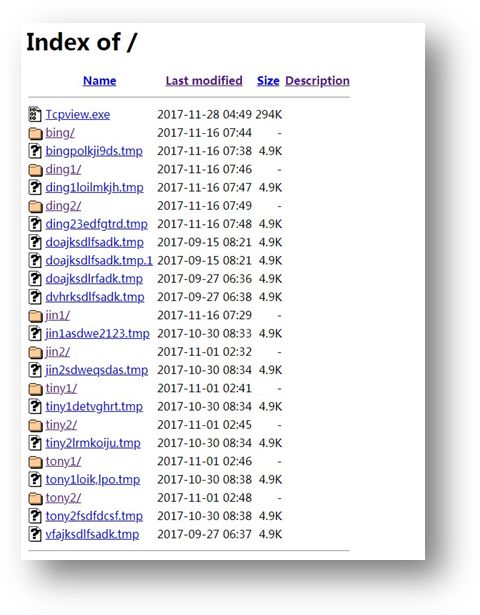 Index of /
Name Last modified Size Description
Tcpview.exe 2017-11-28 04:49 294K
bing/ 2017-11-16 07:44 -
bingpolkji9ds.tmp 2017-11-16 07:38 4.9K
ding1/ 2017-11-16 07:46 -
ding1loilmkjh.tmp 2017-11-16 07:47 4.9K
ding2/ 2017-11-16 07:49 -
ding23edfgtrd.tmp 2017-11-16 07:48 4.9K
doajksdlfsadk.tmp 2017-09-15 08:21 4.9K
doajksdlfsadk.tmp.1 2017-09-15 08:21 4.9K
doajksdlrfadk.tmp 2017-09-27 06:36 4.9K
dvhrksdlfsadk.tmp 2017-09-27 06:38 4.9K
jin1/ 2017-11-16 07:29 -
jin1asdwe2123.tmp 2017-10-30 08:33 4.9K
jin2/ 2017-11-01 02:32 -
jin2sdweqsdas.tmp 2017-10-30 08:34 4.9K
tiny1/ 2017-11-01 02:41 -
tiny1detvghrt.tmp 2017-10-30 08:34 4.9K
tiny2/ 2017-11-01 02:45 -
tiny2lrmkoiju.tmp 2017-10-30 08:34 4.9K
tony1/ 2017-11-01 02:46 -
tony1loik,lpo.tmp 2017-10-30 08:38 4.9K
tony2/ 2017-11-01 02:48 -
tony2fsdfdcsf.tmp 2017-10-30 08:38 4.9K
vfajksdlfsadk.tmp 2017-09-27 06:37 4.9K